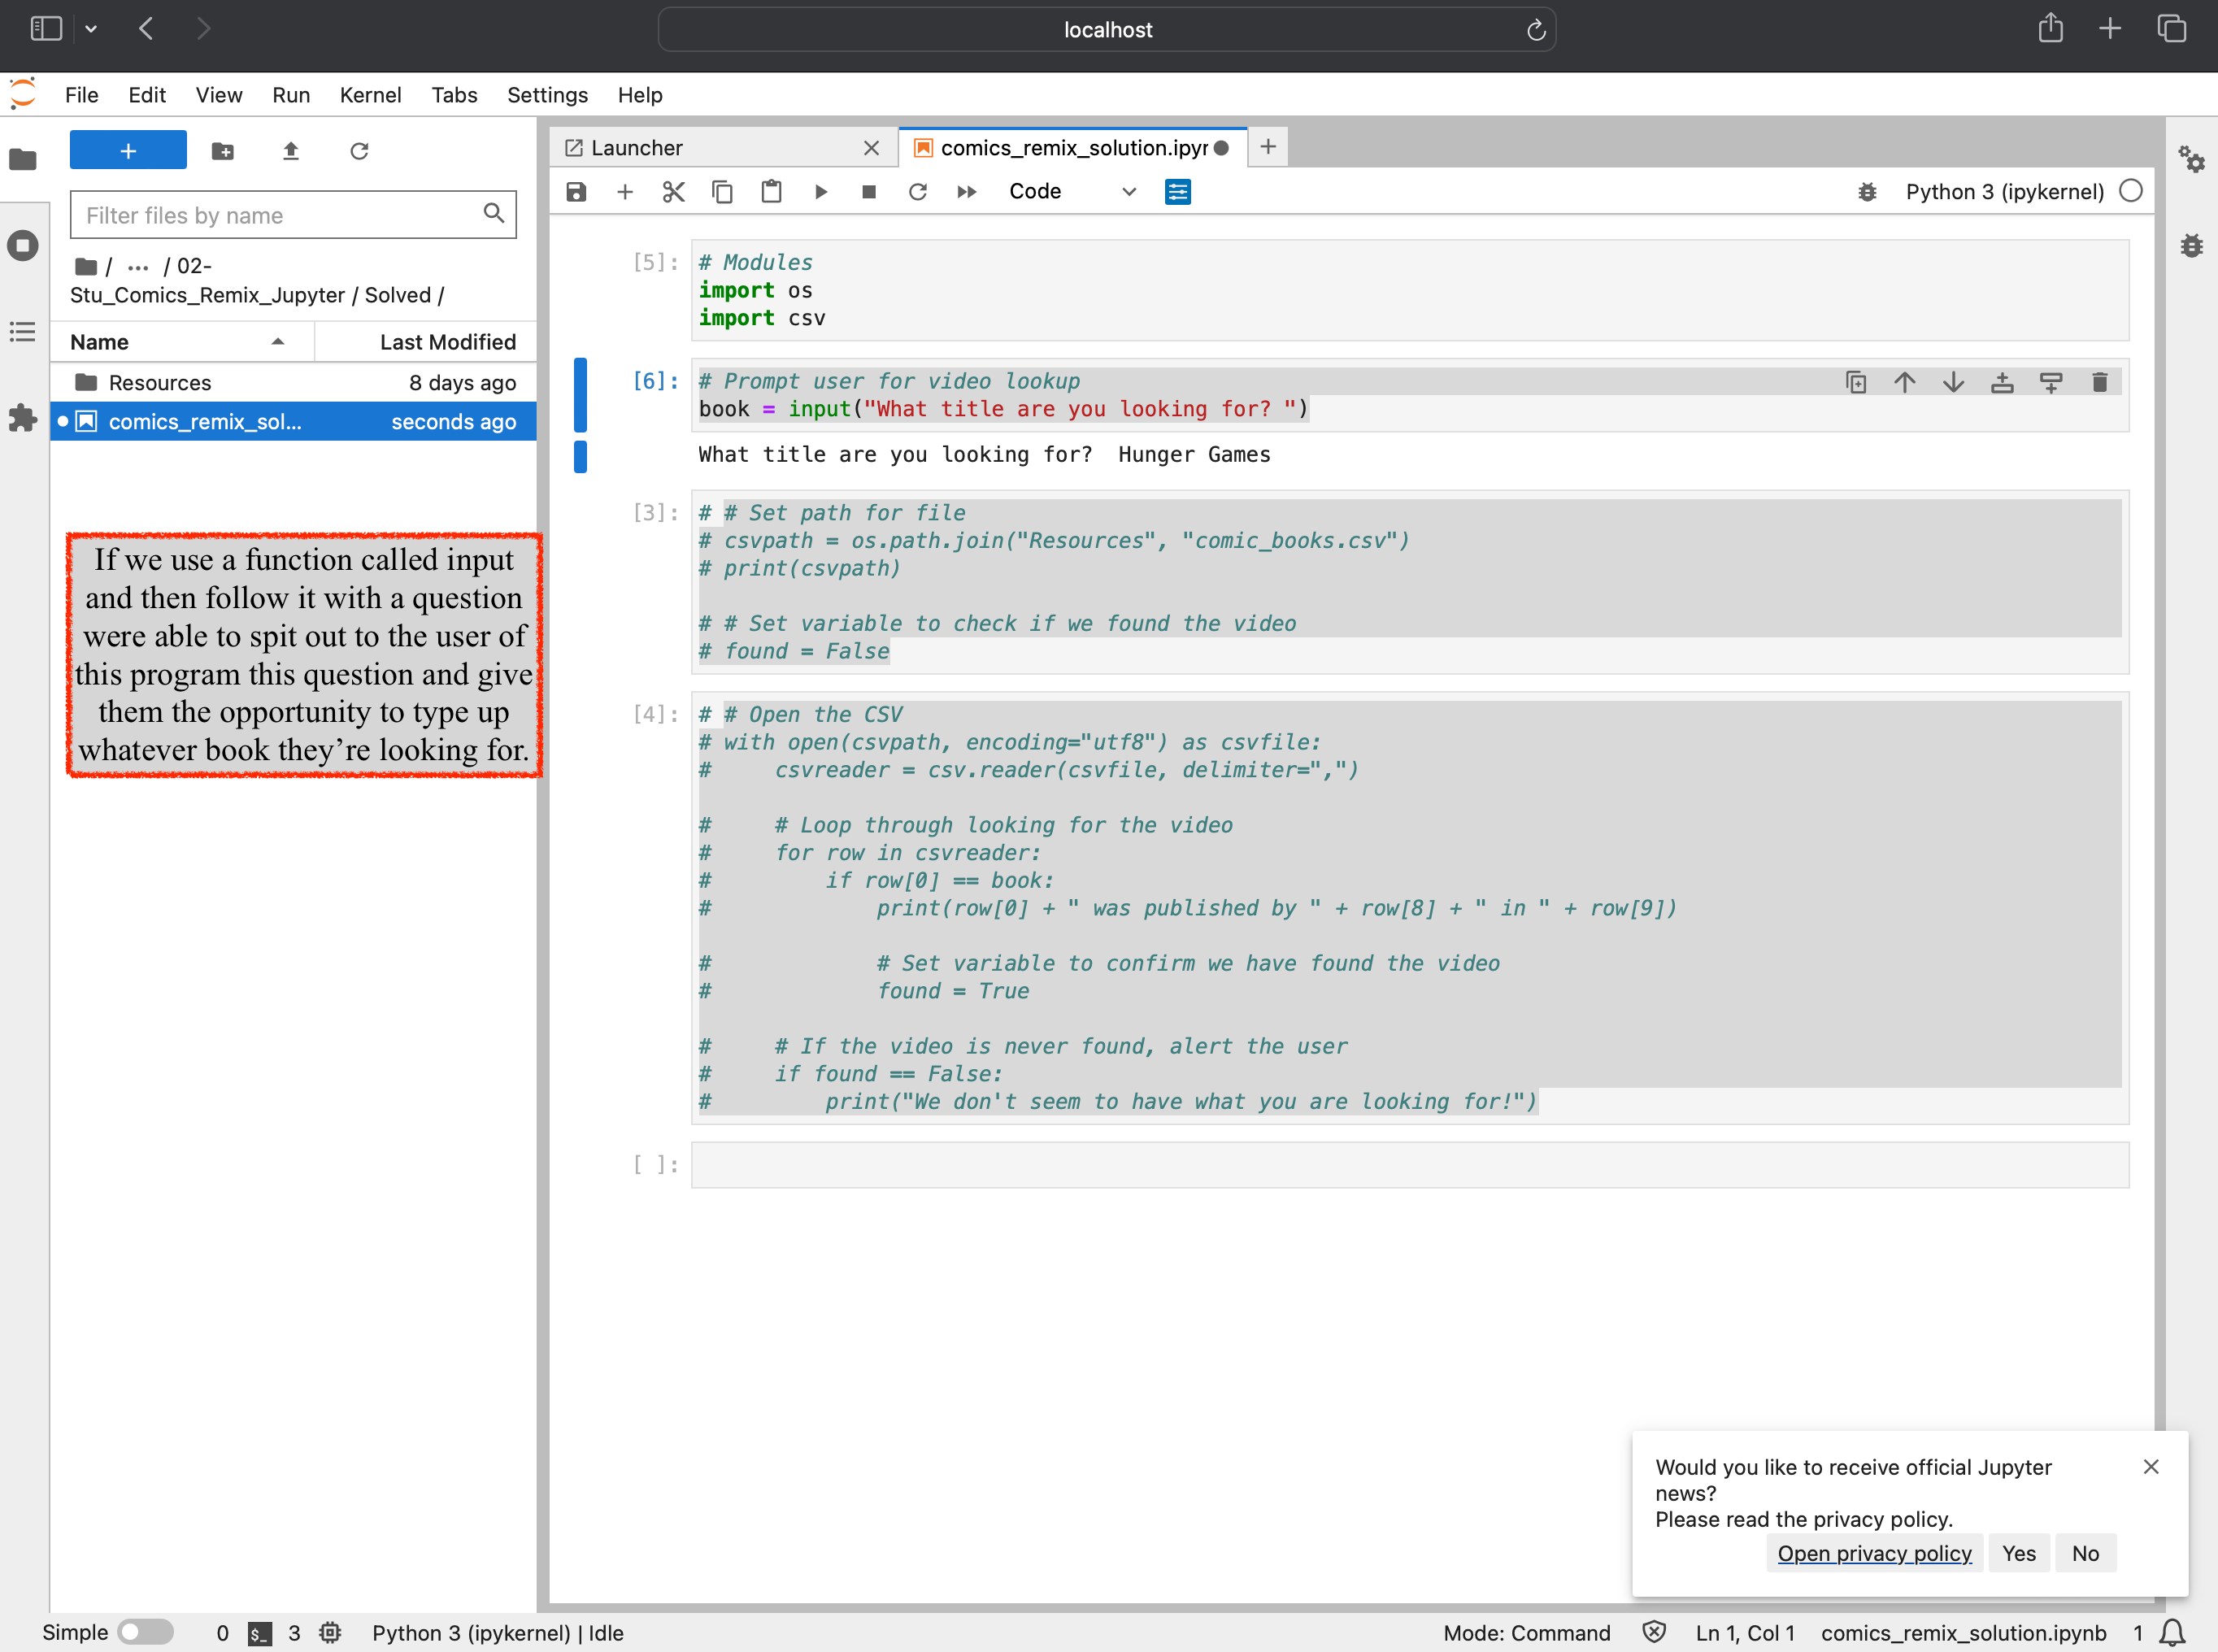 localhost
File Edit View Run Kernel Tabs Settings Help
+
Filter files by name
/ ... / 02-
Stu_Comics_Remix_Jupyter / Solved /
Name Last Modified
Resources 8 days ago
comics_remix_sol... seconds ago
If we use a function called input
and then follow it with a question
were able to spit out to the user of
this program this question and give
them the opportunity to type up
whatever book they’re looking for.
Launcher
comics_remix_solution.ipyr
Code
Python 3 (ipykernel)
[5]: # Modules
import os
import csv
[6]: # Prompt user for video lookup
book = input("What title are you looking for? ")
What title are you looking for?  Hunger Games
[3]: # # Set path for file
# csvpath = os.path.join("Resources", "comic_books.csv")
# print(csvpath)
# # Set variable to check if we found the video
# found = False
[4]: # # Open the CSV
# with open(csvpath, encoding="utf8") as csvfile:
#     csvreader = csv.reader(csvfile, delimiter=",")
#     # Loop through looking for the video
#     for row in csvreader:
#         if row[0] == book:
#             print(row[0] + " was published by " + row[8] + " in " + row[9])
#             # Set variable to confirm we have found the video
#             found = True
#     # If the video is never found, alert the user
#     if found == False:
#         print("We don't seem to have what you are looking for!")
[ ]:
Would you like to receive official Jupyter
news?
Please read the privacy policy.
Open privacy policy Yes No
Simple 0 $_ 3 Python 3 (ipykernel) | Idle Mode: Command Ln 1, Col 1 comics_remix_solution.ipynb 1